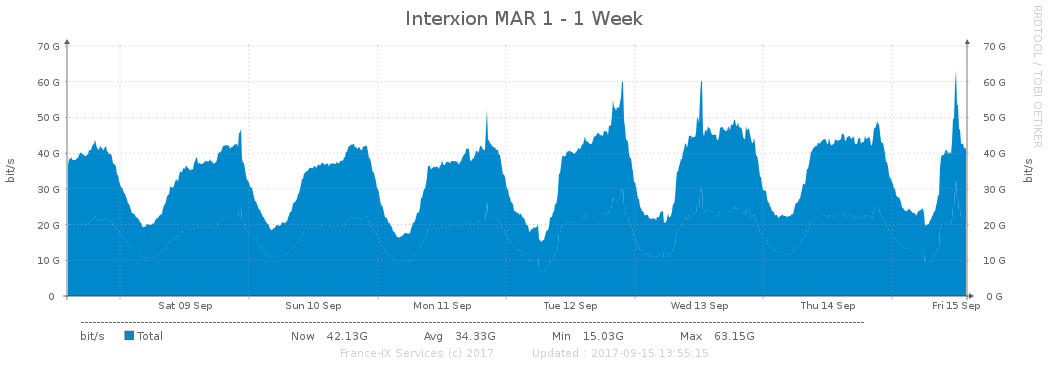 Interxion MAR 1 - 1 Week
RRDTOOL / TOBI OETIKER
70 G 70 G
60 G 60 G
50 G 50 G
40 G 40 G
30 G 30 G
20 G 20 G
10 G 10 G
0 0 G
bit/s bit/s
Sat 09 Sep Sun 10 Sep Mon 11 Sep Tue 12 Sep Wed 13 Sep Thu 14 Sep Fri 15 Sep
bit/s Total Now 42.13G Avg 34.33G Min 15.03G Max 63.15G
France-IX Services (c) 2017 Updated : 2017-09-15 13:55:15